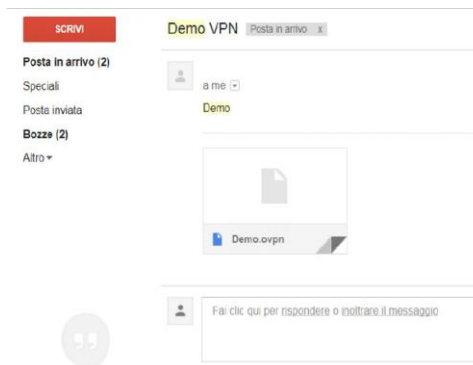 SCRIVI
Demo VPN Posta in arrivo x
Posta in arrivo (2)
Speciali
Posta inviata
Bozze (2)
Altro
a me
Demo
Demo.ovpn
Fai clic qui per rispondere o inoltrare il messaggio